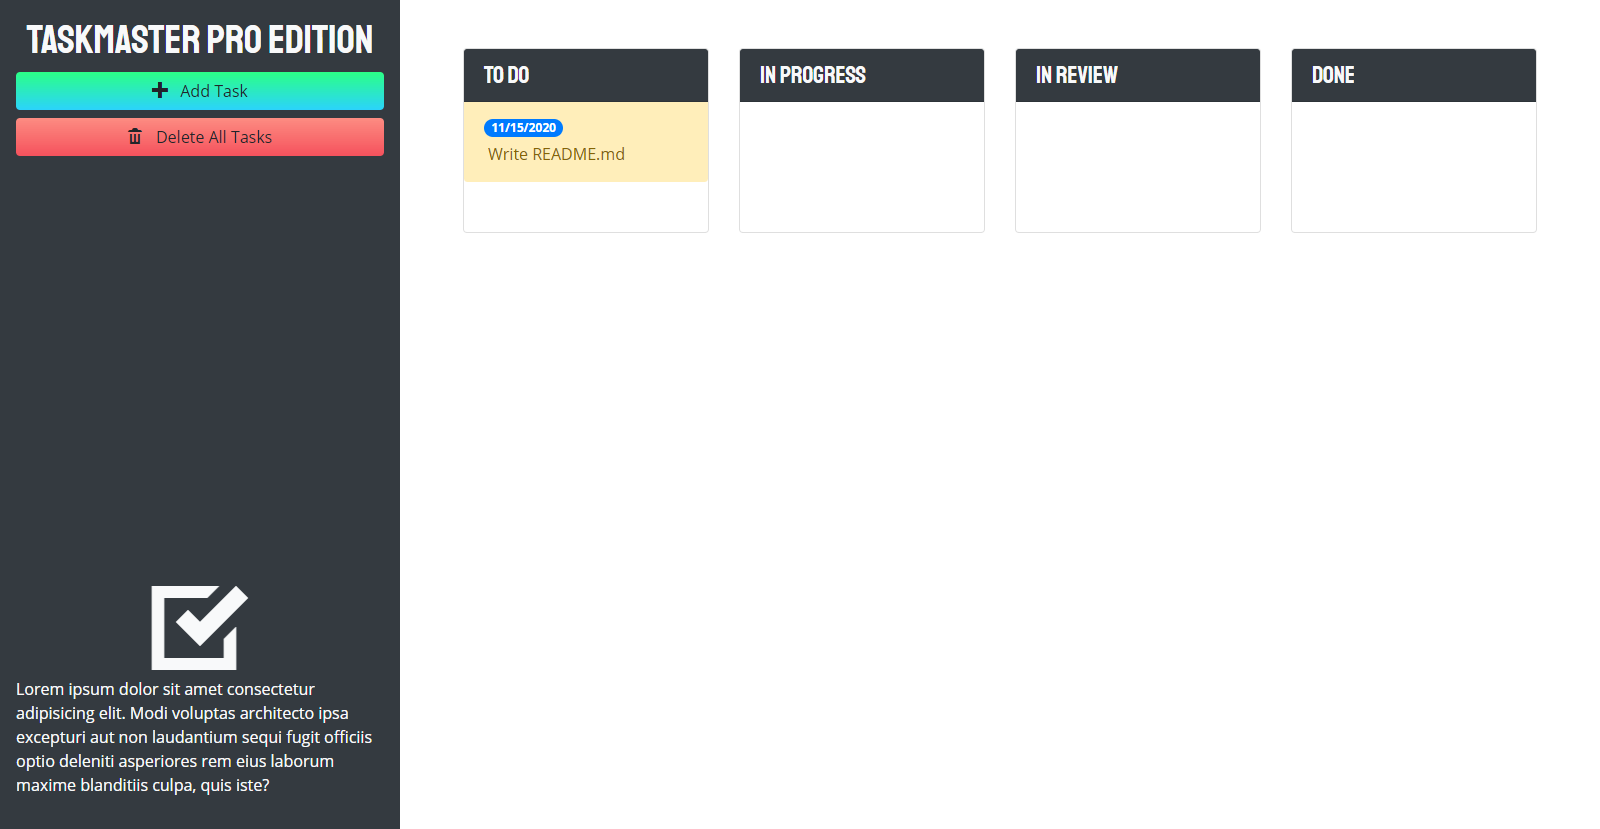 TASKMASTER PRO EDITION
Add Task
Delete All Tasks
Lorem ipsum dolor sit amet consectetur
adipisicing elit. Modi voluptas architecto ipsa
excepturi aut non laudantium sequi fugit officiis
optio deleniti asperiores rem eius laborum
maxime blanditiis culpa, quis iste?
TO DO
11/15/2020
Write README.md
IN PROGRESS
IN REVIEW
DONE